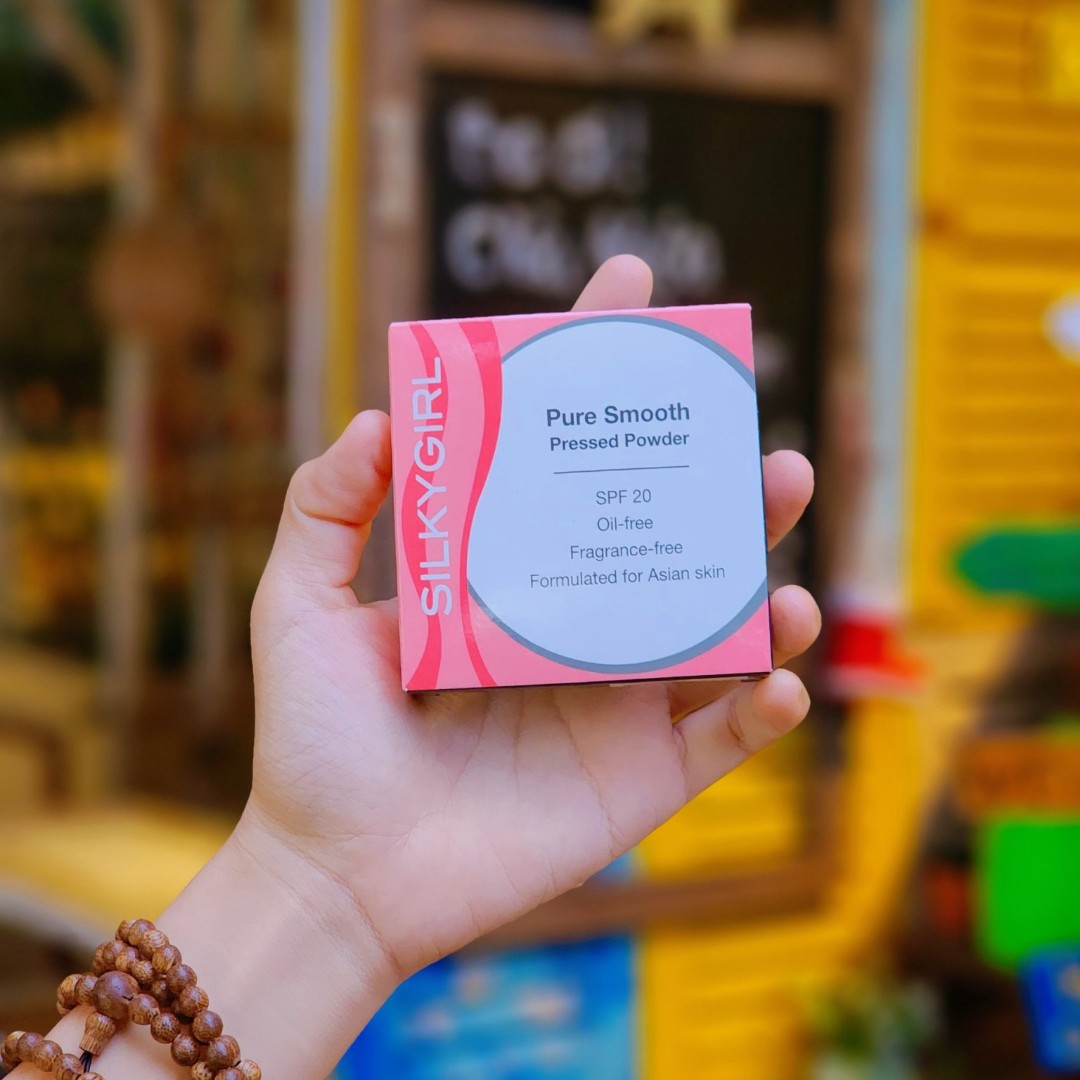 SILKYGIRL
Pure Smooth
Pressed Powder
SPF 20
Oil-free
Fragrance-free
Formulated for Asian skin